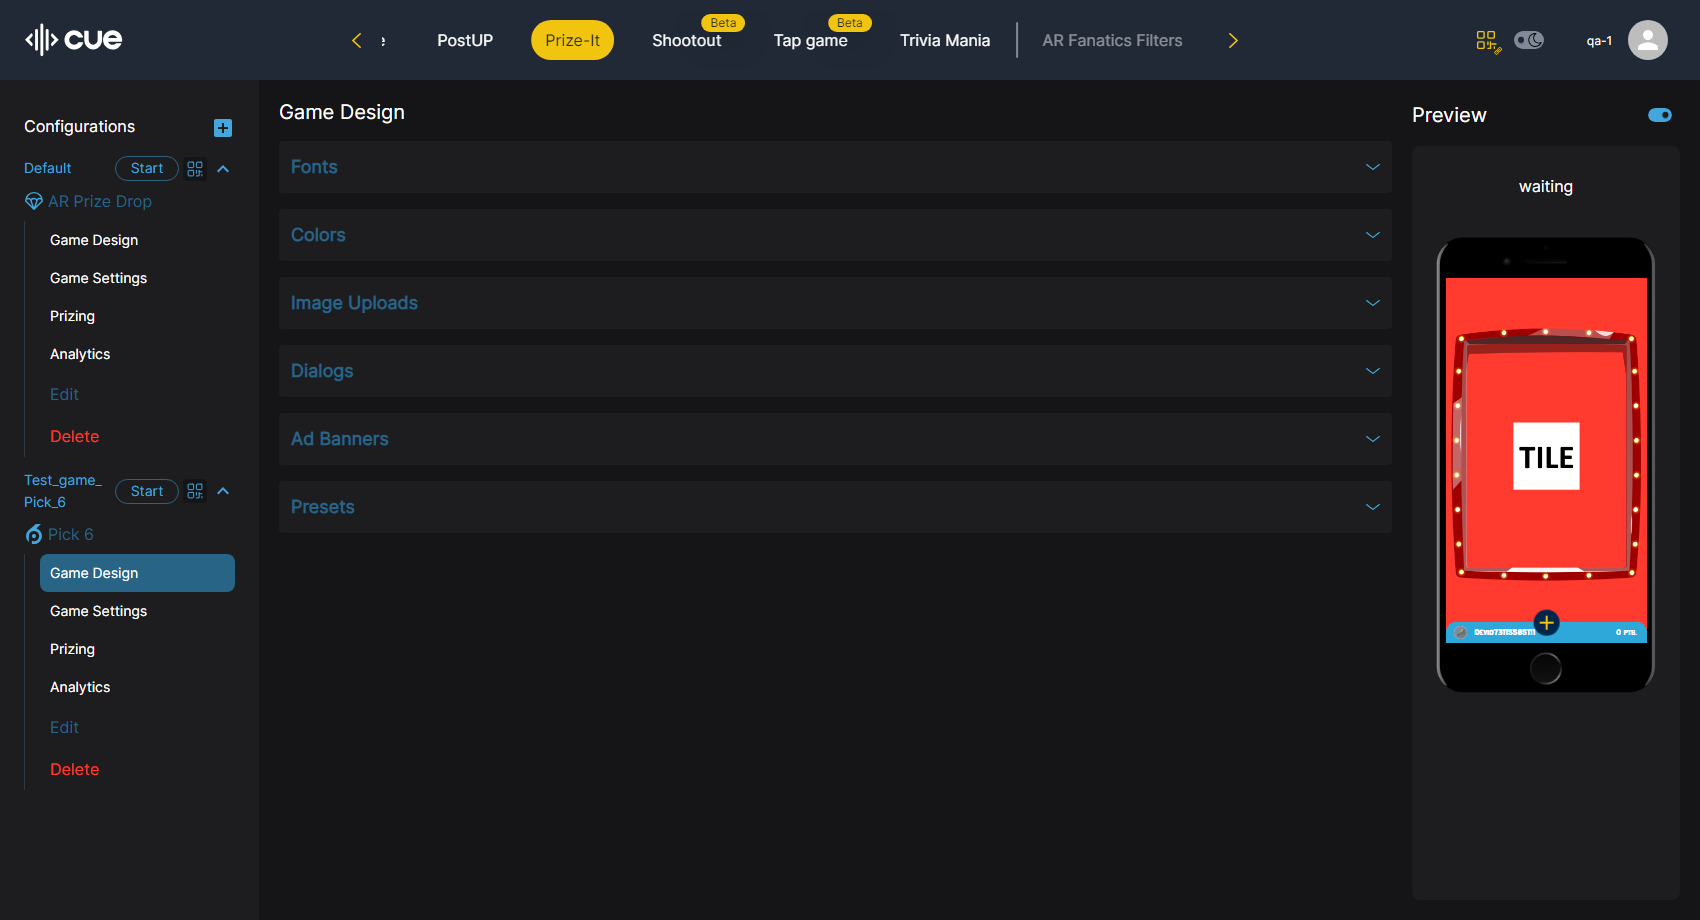 cue
PostUP
Prize-It
Shootout
Beta
Tap game
Beta
Trivia Mania
AR Fanatics Filters
qa-1
Configurations
Default
Start
AR Prize Drop
Game Design
Game Settings
Prizing
Analytics
Edit
Delete
Test_game_
Pick_6
Start
Pick 6
Game Design
Game Settings
Prizing
Analytics
Edit
Delete
Game Design
Fonts
Colors
Image Uploads
Dialogs
Ad Banners
Presets
Preview
waiting
TILE
0 PTS.